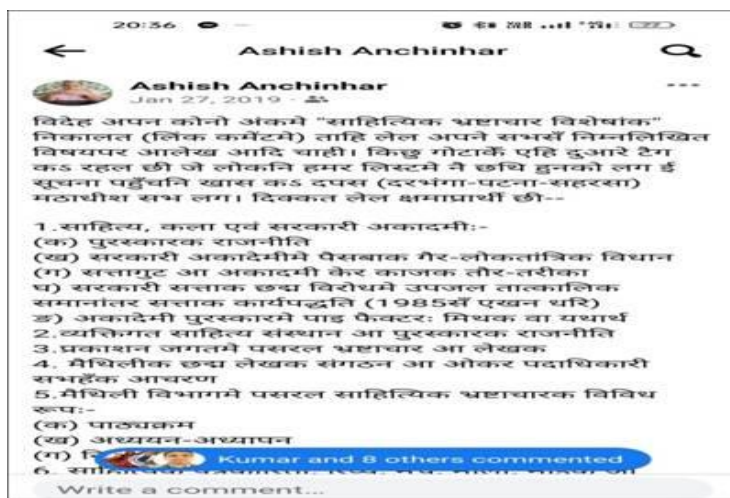 20:36
Ashish Anchinhar
Ashish Anchinhar
Jan 27, 2019
विदेह अपन कोनो अंकमे "साहित्यिक भ्रष्टाचार विशेषांक"
निकालत (लिंक कमेंटमे) ताहि लेल अपने सभसँ निम्नलिखित
विषयपर आलेख आदि चाही। किछु गोटाकेँ एहि दुआरे टैग
कऽ रहल छी जे लोकनि हमर लिस्टमे नै छथि हुनको लग ई
सूचना पहुँचनि खास कऽ दपस (दरभंगा-पटना-सहरसा)
मठाधीश सभ लग। दिक्कत लेल क्षमाप्रार्थी छी--
1.साहित्य, कला एवं सरकारी अकादमी:-
(क) पुरस्कारक राजनीति
(ख) सरकारी अकादेमीमे पैसबाक गैर-लोकतांत्रिक विधान
(ग) सत्तागुट आ अकादमी केर काजक तौर-तरीका
घ) सरकारी सत्ताक छद्म विरोधमे उपजल तात्कालिक
समानांतर सत्ताक कार्यपद्धति (1985सँ एखन धरि)
ङ) अकादेमी पुरस्कारमे पाइ फैक्टर: मिथक वा यथार्थ
2.व्यक्तिगत साहित्य संस्थान आ पुरस्कारक राजनीति
3.प्रकाशन जगतमे पसरल भ्रष्टाचार आ लेखक
4. मैथिलीक छद्म लेखक संगठन आ ओकर पदाधिकारी
सभहँक आचरण
5.मैथिली विभागमे पसरल साहित्यिक भ्रष्टाचारक विविध
रूप:-
(क) पाठ्यक्रम
(ख) अध्ययन-अध्यापन
(ग)
Kumar and 8 others commented
6.
Write a comment...